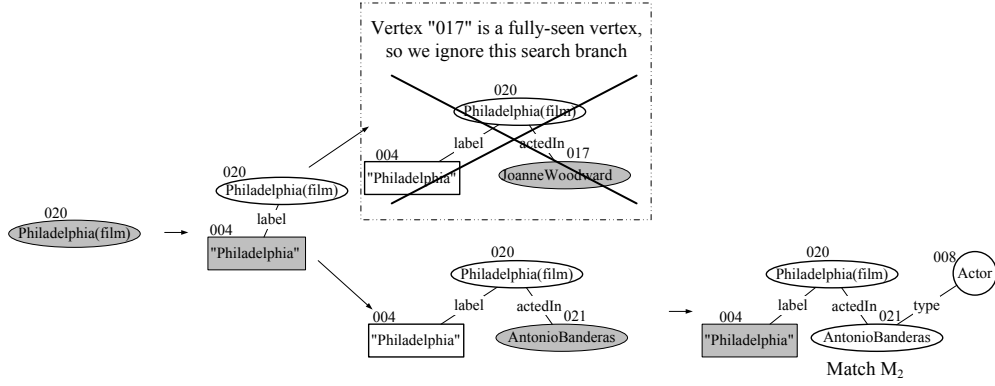 Vertex "017" is a fully-seen vertex,
so we ignore this search branch
020
Philadelphia(film)
label
actedIn
004
017
"Philadelphia"
JoanneWoodward
020
Philadelphia(film)
label
004
"Philadelphia"
020
Philadelphia(film)
020
Philadelphia(film)
label
actedIn
004
021
"Philadelphia"
AntonioBanderas
020
Philadelphia(film)
008
Actor
label
actedIn
type
004
021
"Philadelphia"
AntonioBanderas
Match M₂